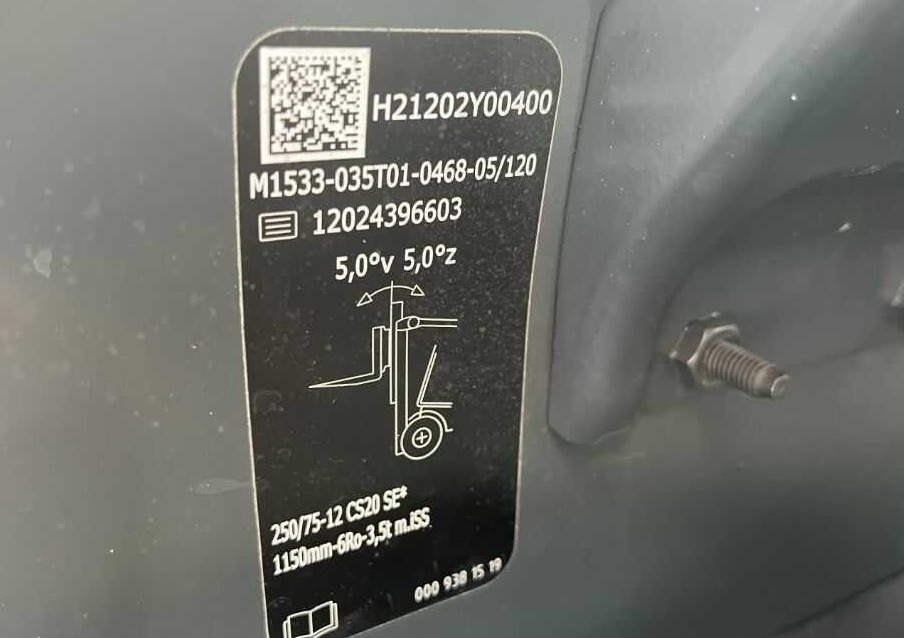 H21202Y00400
M1533-035T01-0468-05/120
12024396603
5,0°v 5,0°z
250/75-12 CS20 SE*
1150mm-6Ro-3,5t m.ISS
000 938 15 19